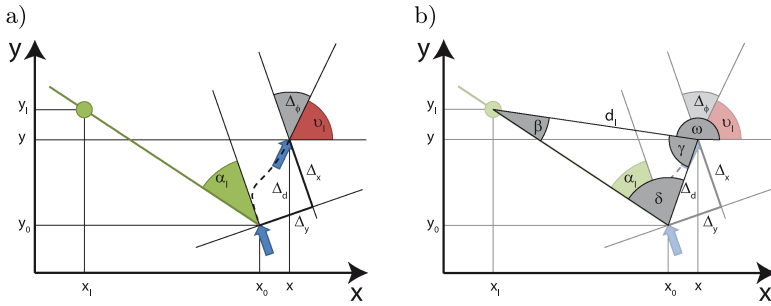 a)
y
y_l
y
y_0
α_l
Δ_ϕ
υ_l
Δ_x
Δ_d
Δ_y
x_l
x_0
x
x
b)
y
y_l
y
y_0
β
d_l
Δ_ϕ
ω
υ_l
γ
α_l
δ
Δ_x
Δ_d
Δ_y
x_l
x_0
x
x